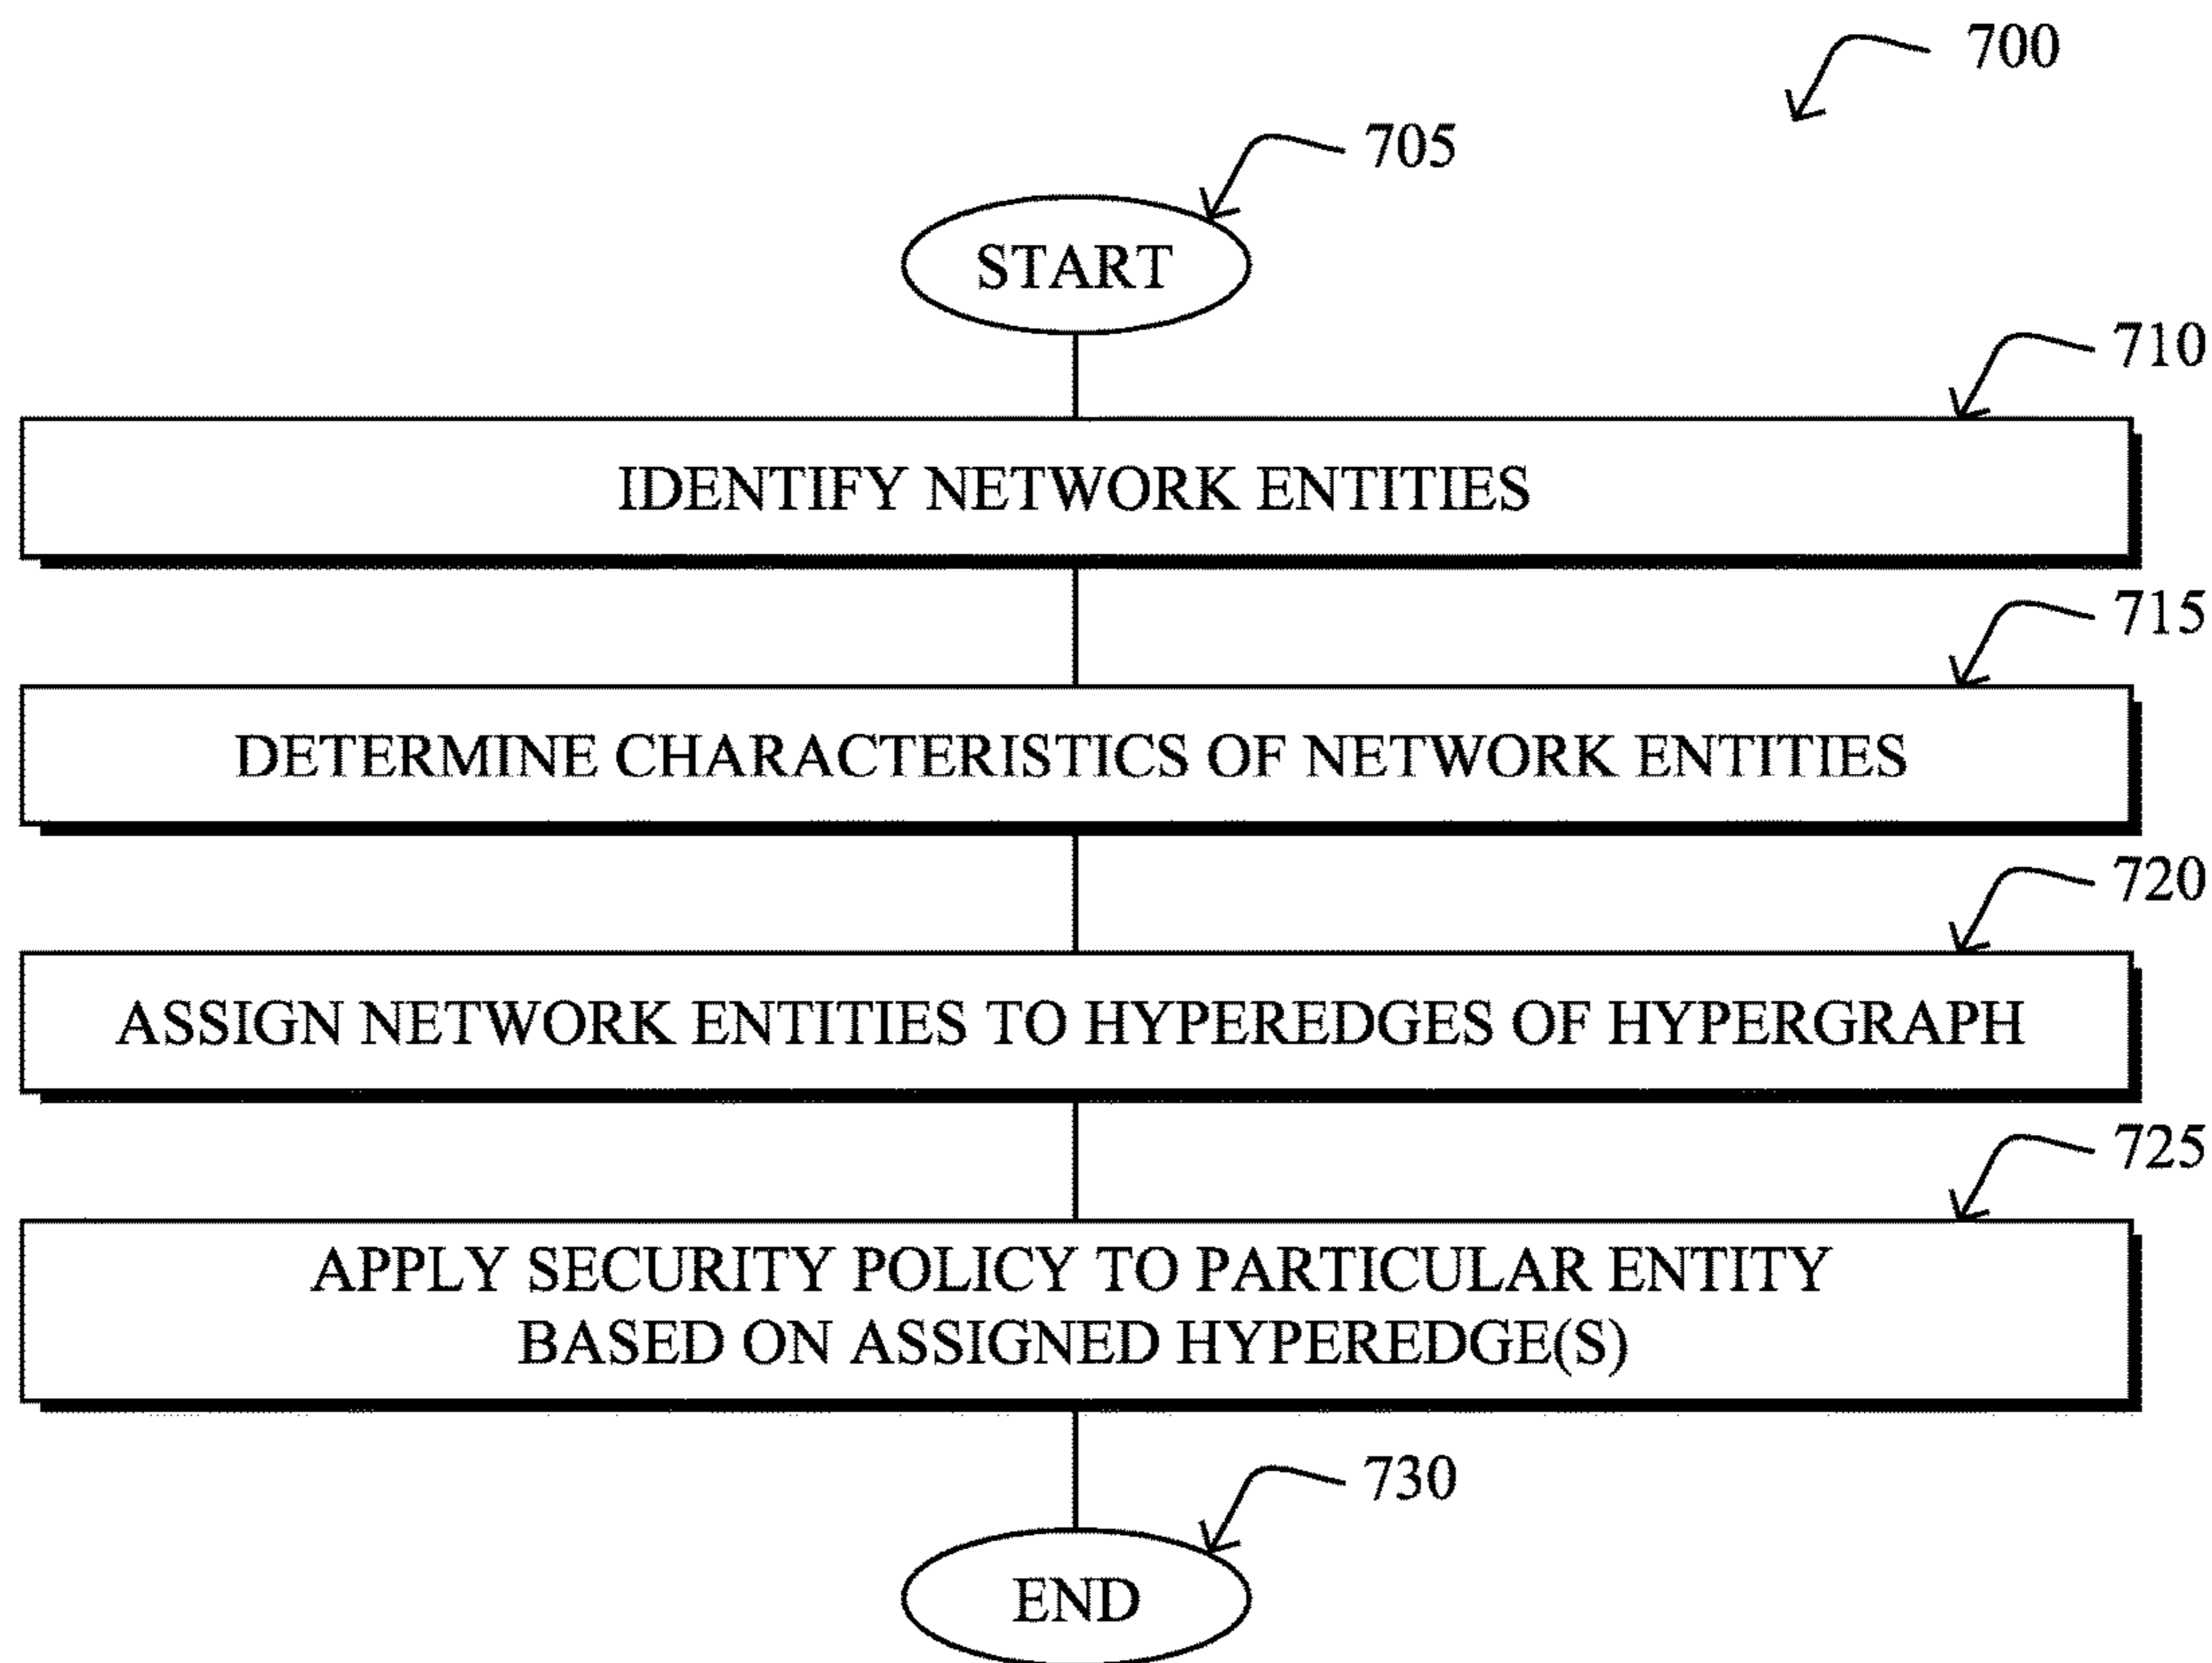 700
705
START
710
IDENTIFY NETWORK ENTITIES
715
DETERMINE CHARACTERISTICS OF NETWORK ENTITIES
720
ASSIGN NETWORK ENTITIES TO HYPEREDGES OF HYPERGRAPH
725
APPLY SECURITY POLICY TO PARTICULAR ENTITY
BASED ON ASSIGNED HYPEREDGE(S)
730
END